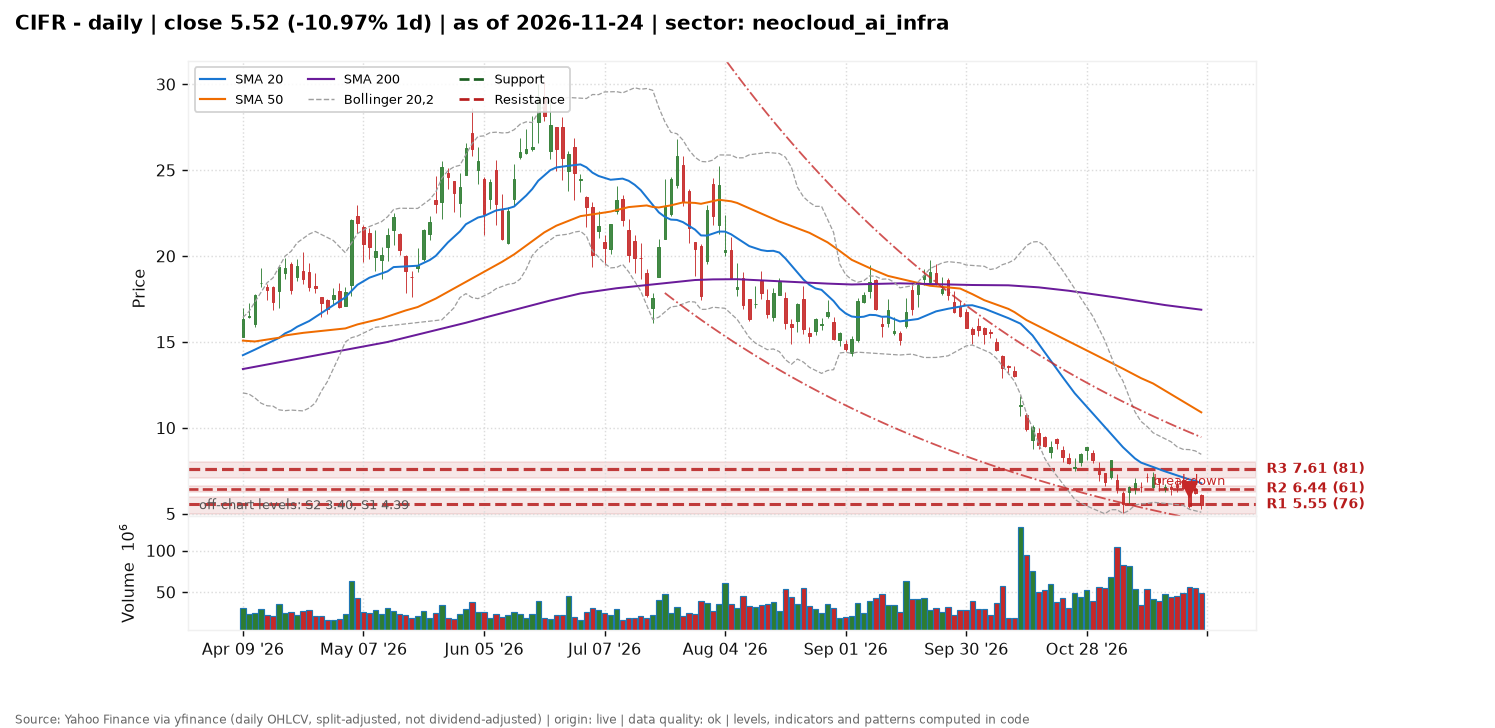 CIFR - daily | close 5.52 (-10.97% 1d) | as of 2026-11-24 | sector: neocloud_ai_infra
SMA 20
SMA 50
SMA 200
Bollinger 20,2
Support
Resistance
Price
30
25
20
15
10
5
R3 7.61 (81)
breakdown
R2 6.44 (61)
R1 5.55 (76)
off-chart levels: S2 3.40, S1 4.39
Volume 10⁶
100
50
Apr 09 '26
May 07 '26
Jun 05 '26
Jul 07 '26
Aug 04 '26
Sep 01 '26
Sep 30 '26
Oct 28 '26
Source: Yahoo Finance via yfinance (daily OHLCV, split-adjusted, not dividend-adjusted) | origin: live | data quality: ok | levels, indicators and patterns computed in code